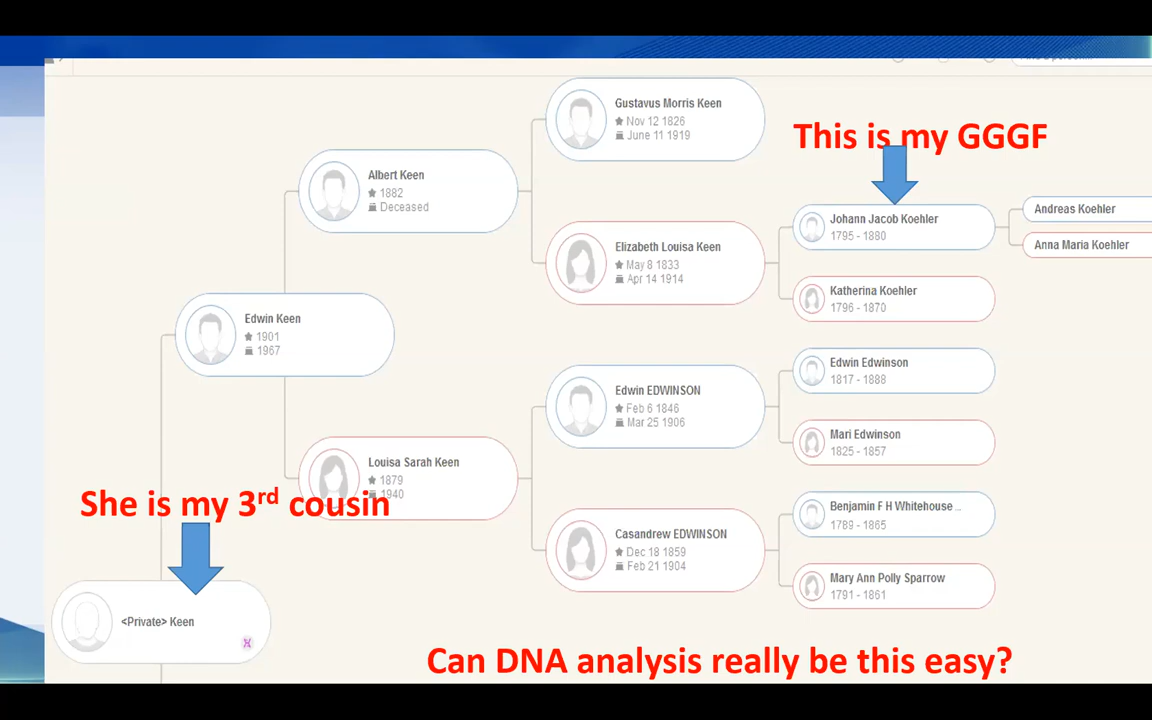 Gustavus Morris Keen
Nov 12 1826
June 11 1919
This is my GGGF
Albert Keen
1882
Deceased
Johann Jacob Koehler
1795 - 1880
Andreas Koehler
Anna Maria Koehler
Elizabeth Louisa Keen
May 8 1833
Apr 14 1914
Katherina Koehler
1796 - 1870
Edwin Keen
1901
1967
Edwin Edwinson
1817 - 1888
Edwin EDWINSON
Feb 6 1846
Mar 25 1906
Mari Edwinson
1825 - 1857
Louisa Sarah Keen
1879
1940
She is my 3rd cousin
Benjamin F H Whitehouse ...
1789 - 1865
Casandrew EDWINSON
Dec 18 1859
Feb 21 1904
Mary Ann Polly Sparrow
1791 - 1861
<Private> Keen
Can DNA analysis really be this easy?